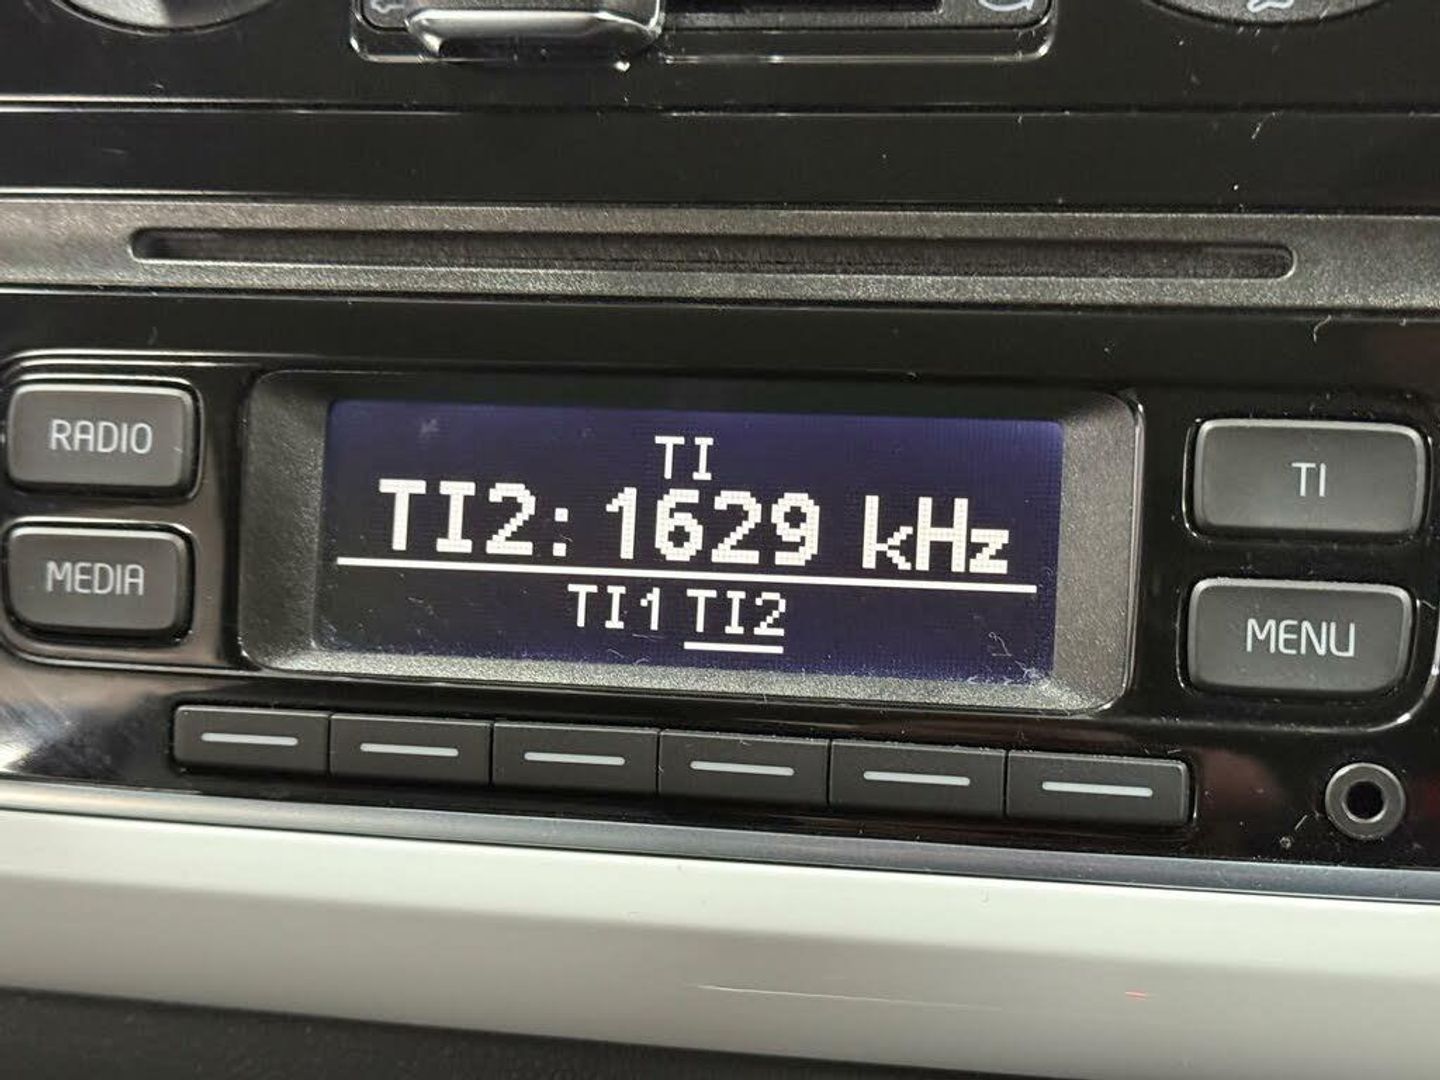 TI
TI2: 1629 kHz
TI1 TI2
RADIO
MEDIA
TI
MENU